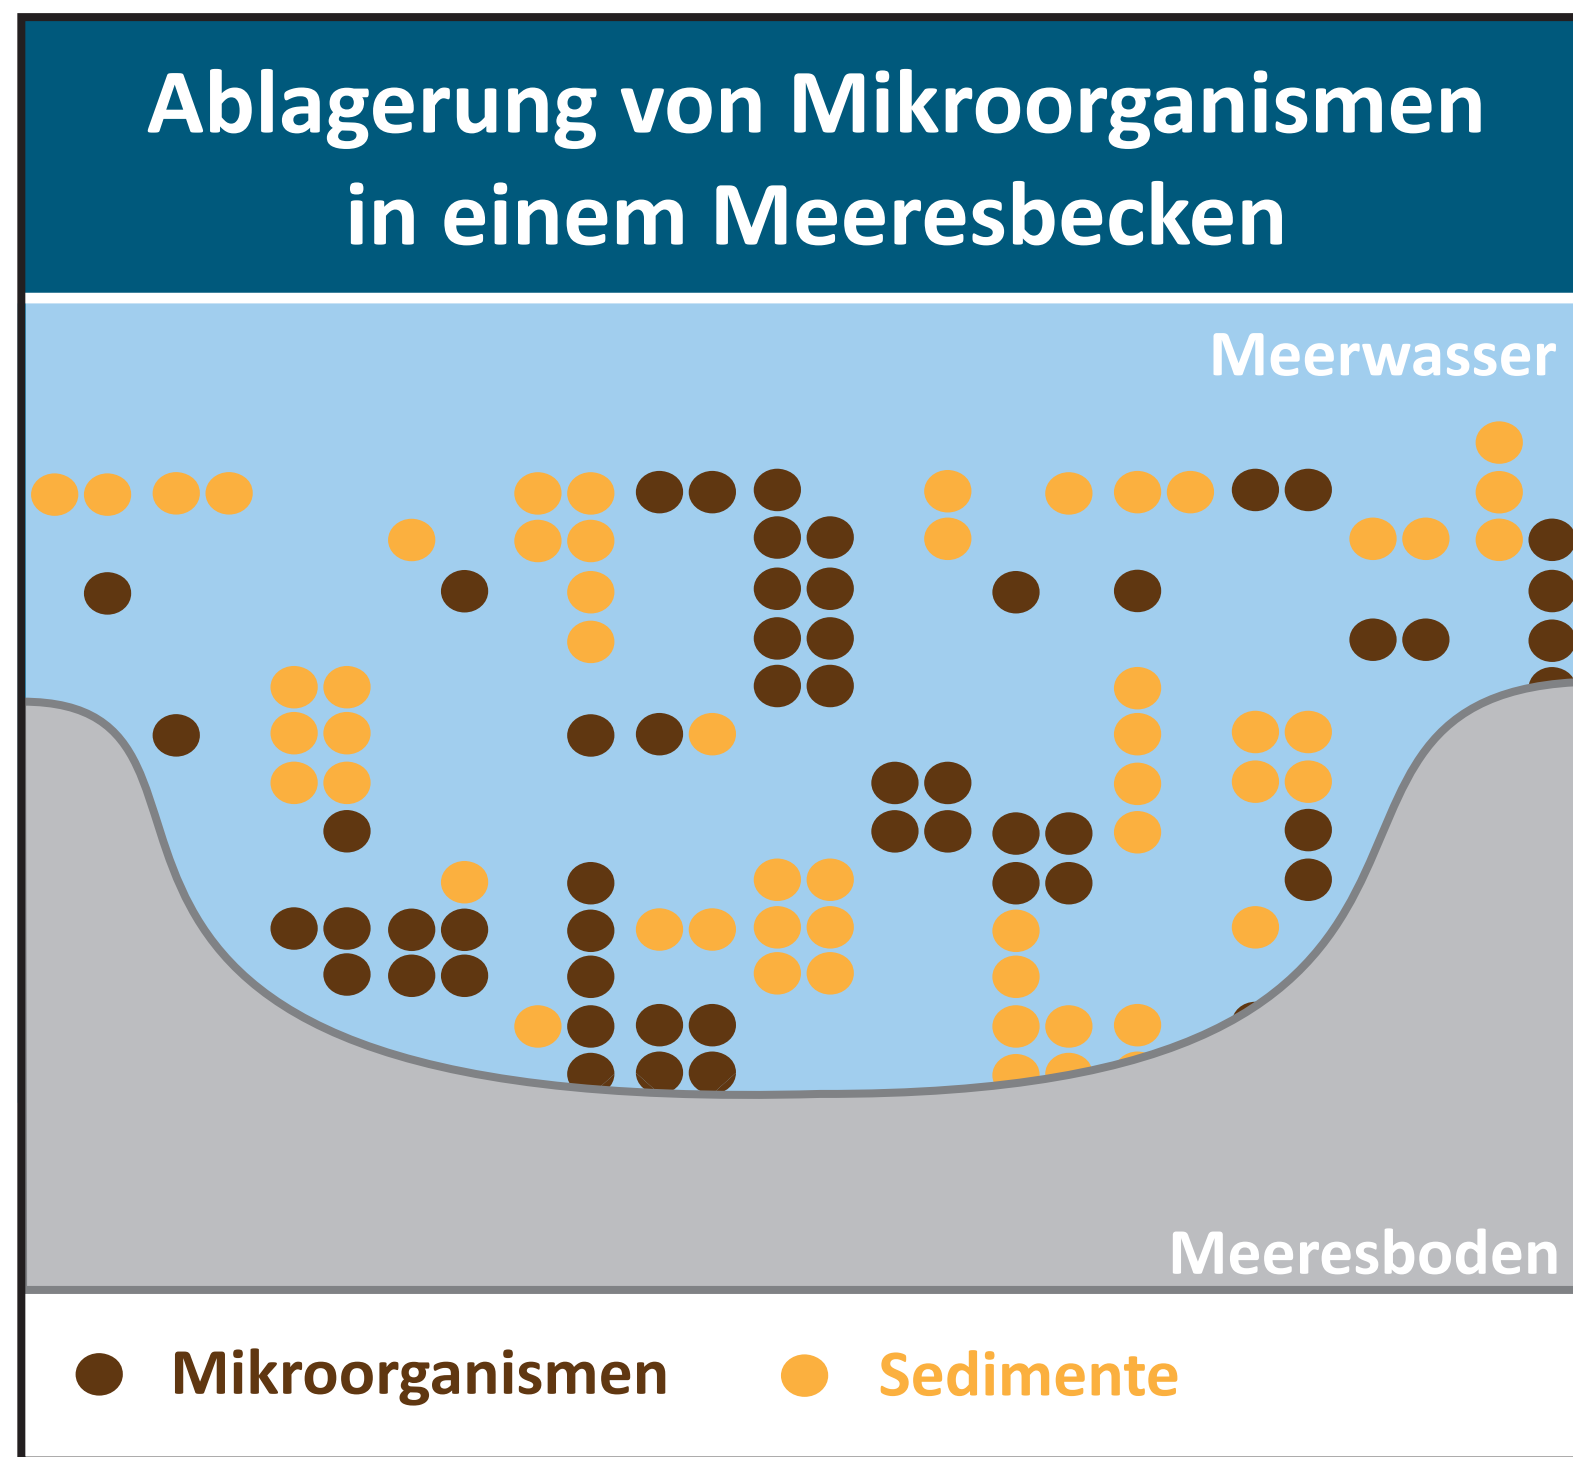 Ablagerung von Mikroorganismen
in einem Meeresbecken
Meerwasser
Meeresboden
Mikroorganismen
Sedimente